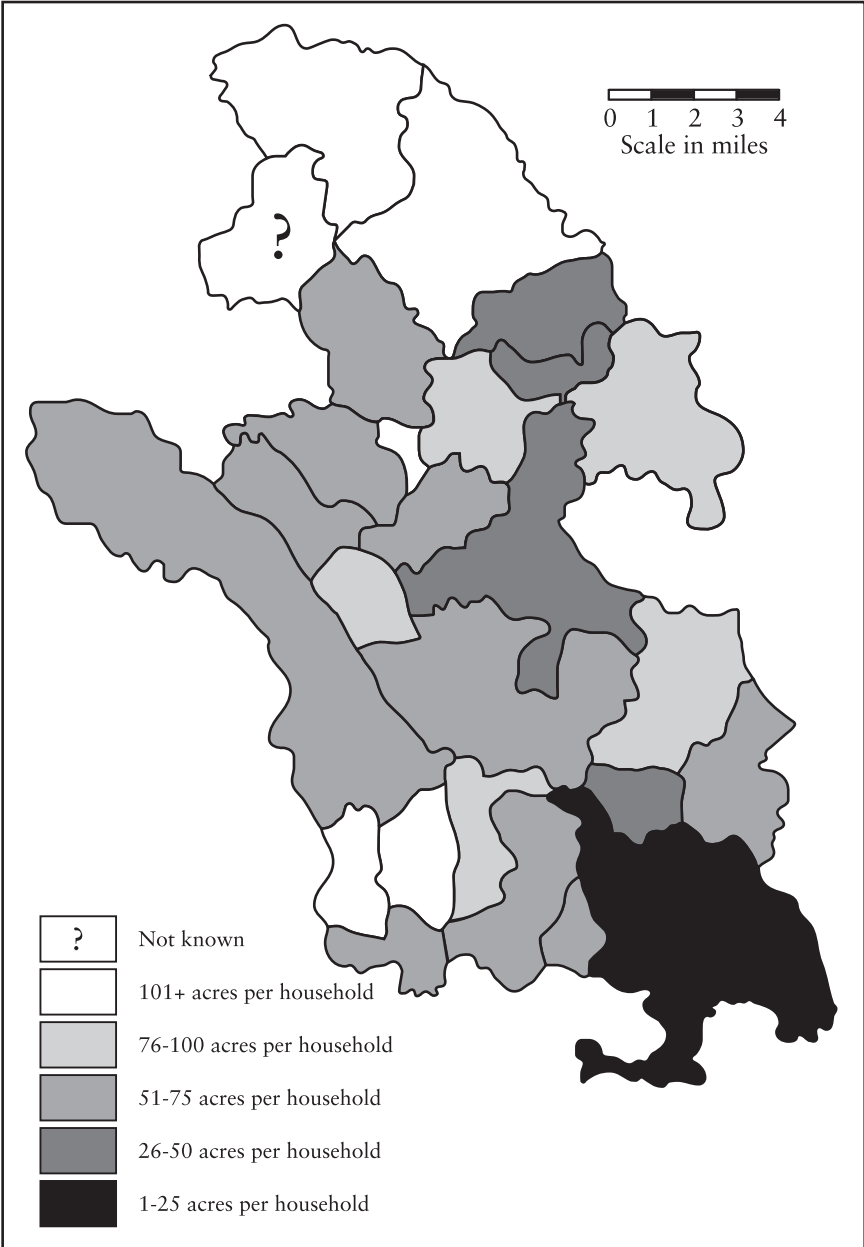 0 1 2 3 4
Scale in miles
?
? Not known
101+ acres per household
76-100 acres per household
51-75 acres per household
26-50 acres per household
1-25 acres per household